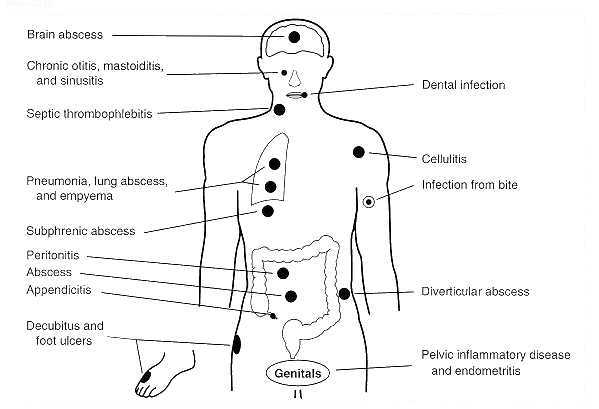 Brain abscess
Chronic otitis, mastoiditis,
and sinusitis
Septic thrombophlebitis
Pneumonia, lung abscess,
and empyema
Subphrenic abscess
Peritonitis
Abscess
Appendicitis
Decubitus and
foot ulcers
Dental infection
Cellulitis
Infection from bite
Diverticular abscess
Pelvic inflammatory disease
and endometritis
Genitals